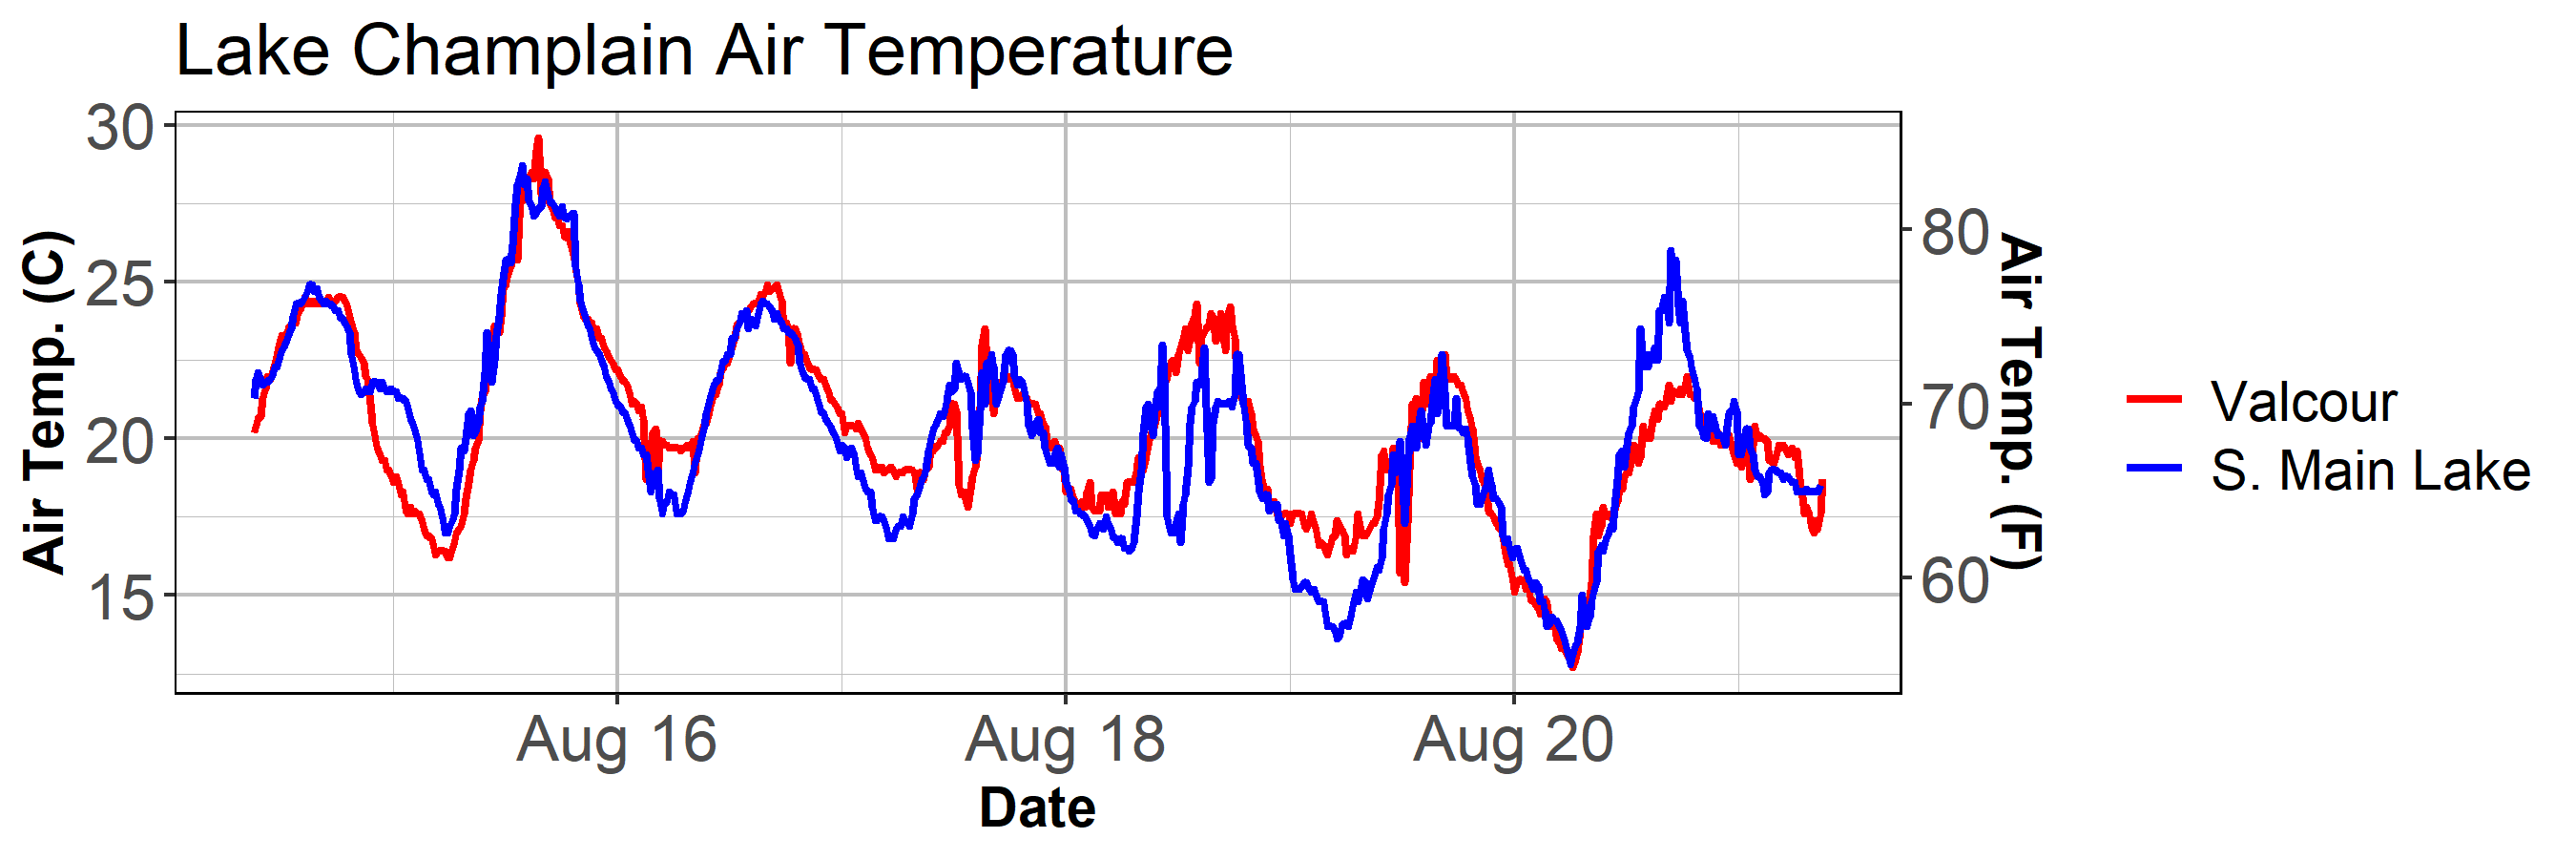 Lake Champlain Air Temperature
30
25
20
15
Air Temp. (C)
80
70
60
Air Temp. (F)
Aug 16 Aug 18 Aug 20
Date
Valcour
S. Main Lake